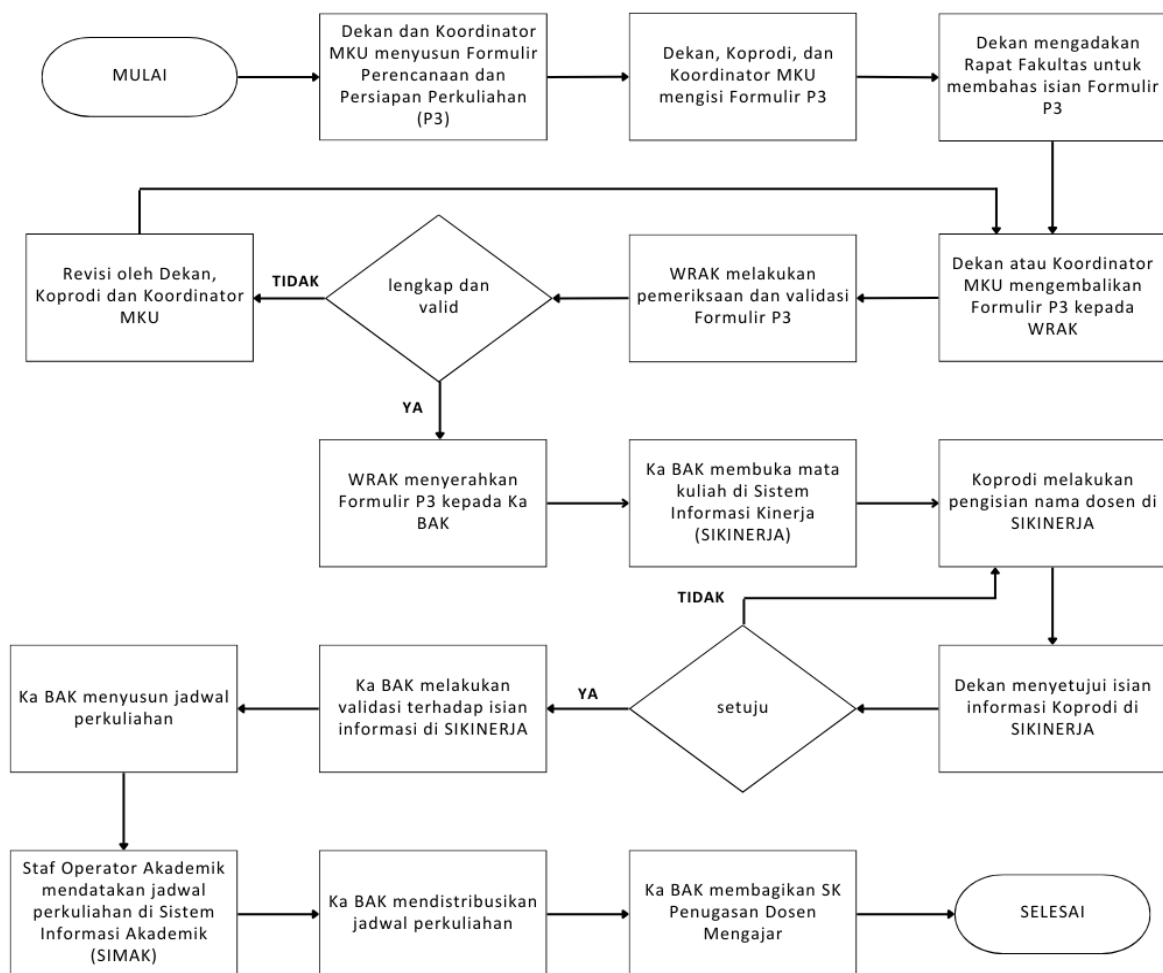 MULAI
Dekan dan Koordinator
MKU menyusun Formulir
Perencanaan dan
Persiapan Perkuliahan
(P3)
Dekan, Koprodi, dan
Koordinator MKU
mengisi Formulir P3
Dekan mengadakan
Rapat Fakultas untuk
membahas isian Formulir
P3
Dekan atau Koordinator
MKU mengembalikan
Formulir P3 kepada
WRAK
WRAK melakukan
pemeriksaan dan validasi
Formulir P3
lengkap dan
valid
TIDAK
Revisi oleh Dekan,
Koprodi dan Koordinator
MKU
YA
WRAK menyerahkan
Formulir P3 kepada Ka
BAK
Ka BAK membuka mata
kuliah di Sistem
Informasi Kinerja
(SIKINERJA)
Koprodi melakukan
pengisian nama dosen di
SIKINERJA
Dekan menyetujui isian
informasi Koprodi di
SIKINERJA
setuju
TIDAK
YA
Ka BAK melakukan
validasi terhadap isian
informasi di SIKINERJA
Ka BAK menyusun jadwal
perkuliahan
Staf Operator Akademik
mendatakan jadwal
perkuliahan di Sistem
Informasi Akademik
(SIMAK)
Ka BAK mendistribusikan
jadwal perkuliahan
Ka BAK membagikan SK
Penugasan Dosen
Mengajar
SELESAI